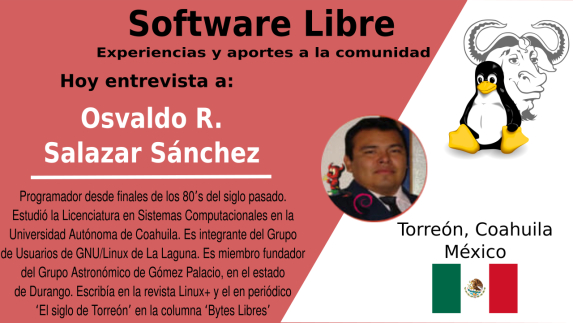 Software Libre
Experiencias y aportes a la comunidad
Hoy entrevista a:
Osvaldo R.
Salazar Sánchez
Programador desde finales de los 80’s del siglo pasado.
Estudió la Licenciatura en Sistemas Computacionales en la
Universidad Autónoma de Coahuila. Es integrante del Grupo
de Usuarios de GNU/Linux de La Laguna. Es miembro fundador
del Grupo Astronómico de Gómez Palacio, en el estado
de Durango. Escribía en la revista Linux+ y el en periódico
‘El siglo de Torreón’ en la columna ‘Bytes Libres’
Torreón, Coahuila
México